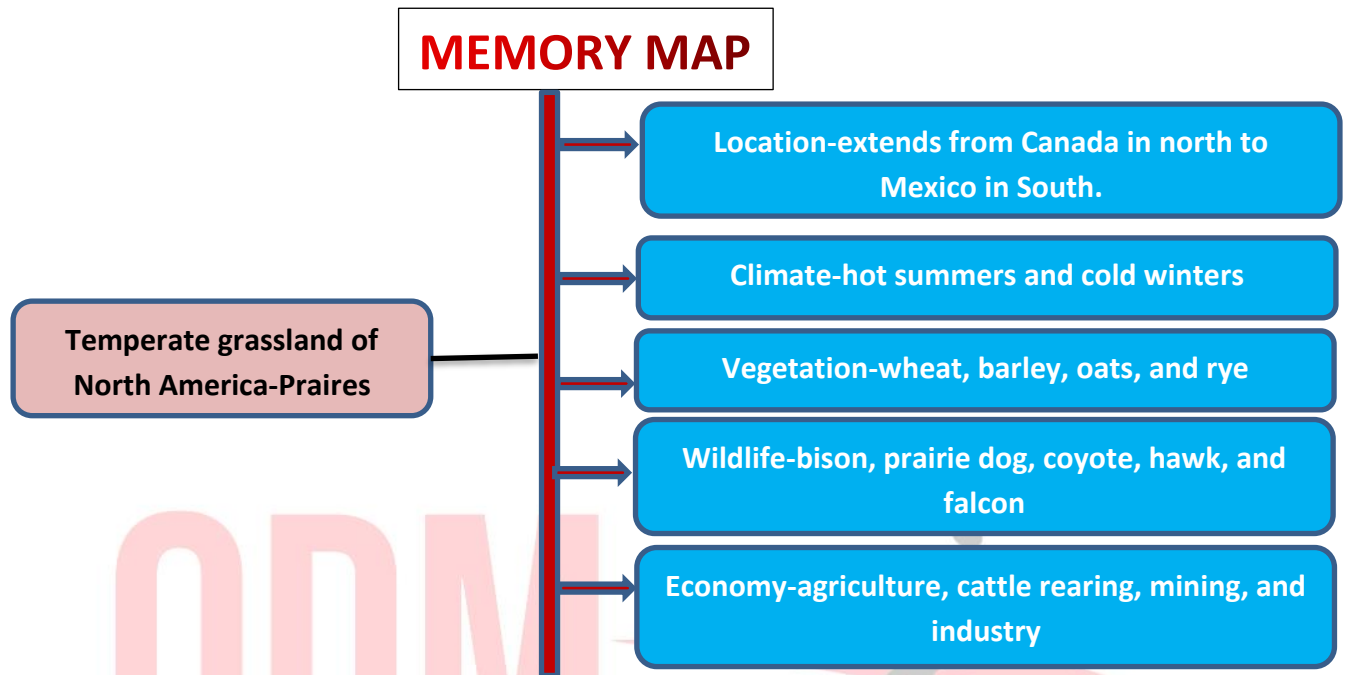 MEMORY MAP
Location-extends from Canada in north to
Mexico in South.
Climate-hot summers and cold winters
Temperate grassland of
North America-Praires
Vegetation-wheat, barley, oats, and rye
Wildlife-bison, prairie dog, coyote, hawk, and
falcon
Economy-agriculture, cattle rearing, mining, and
industry
ODM